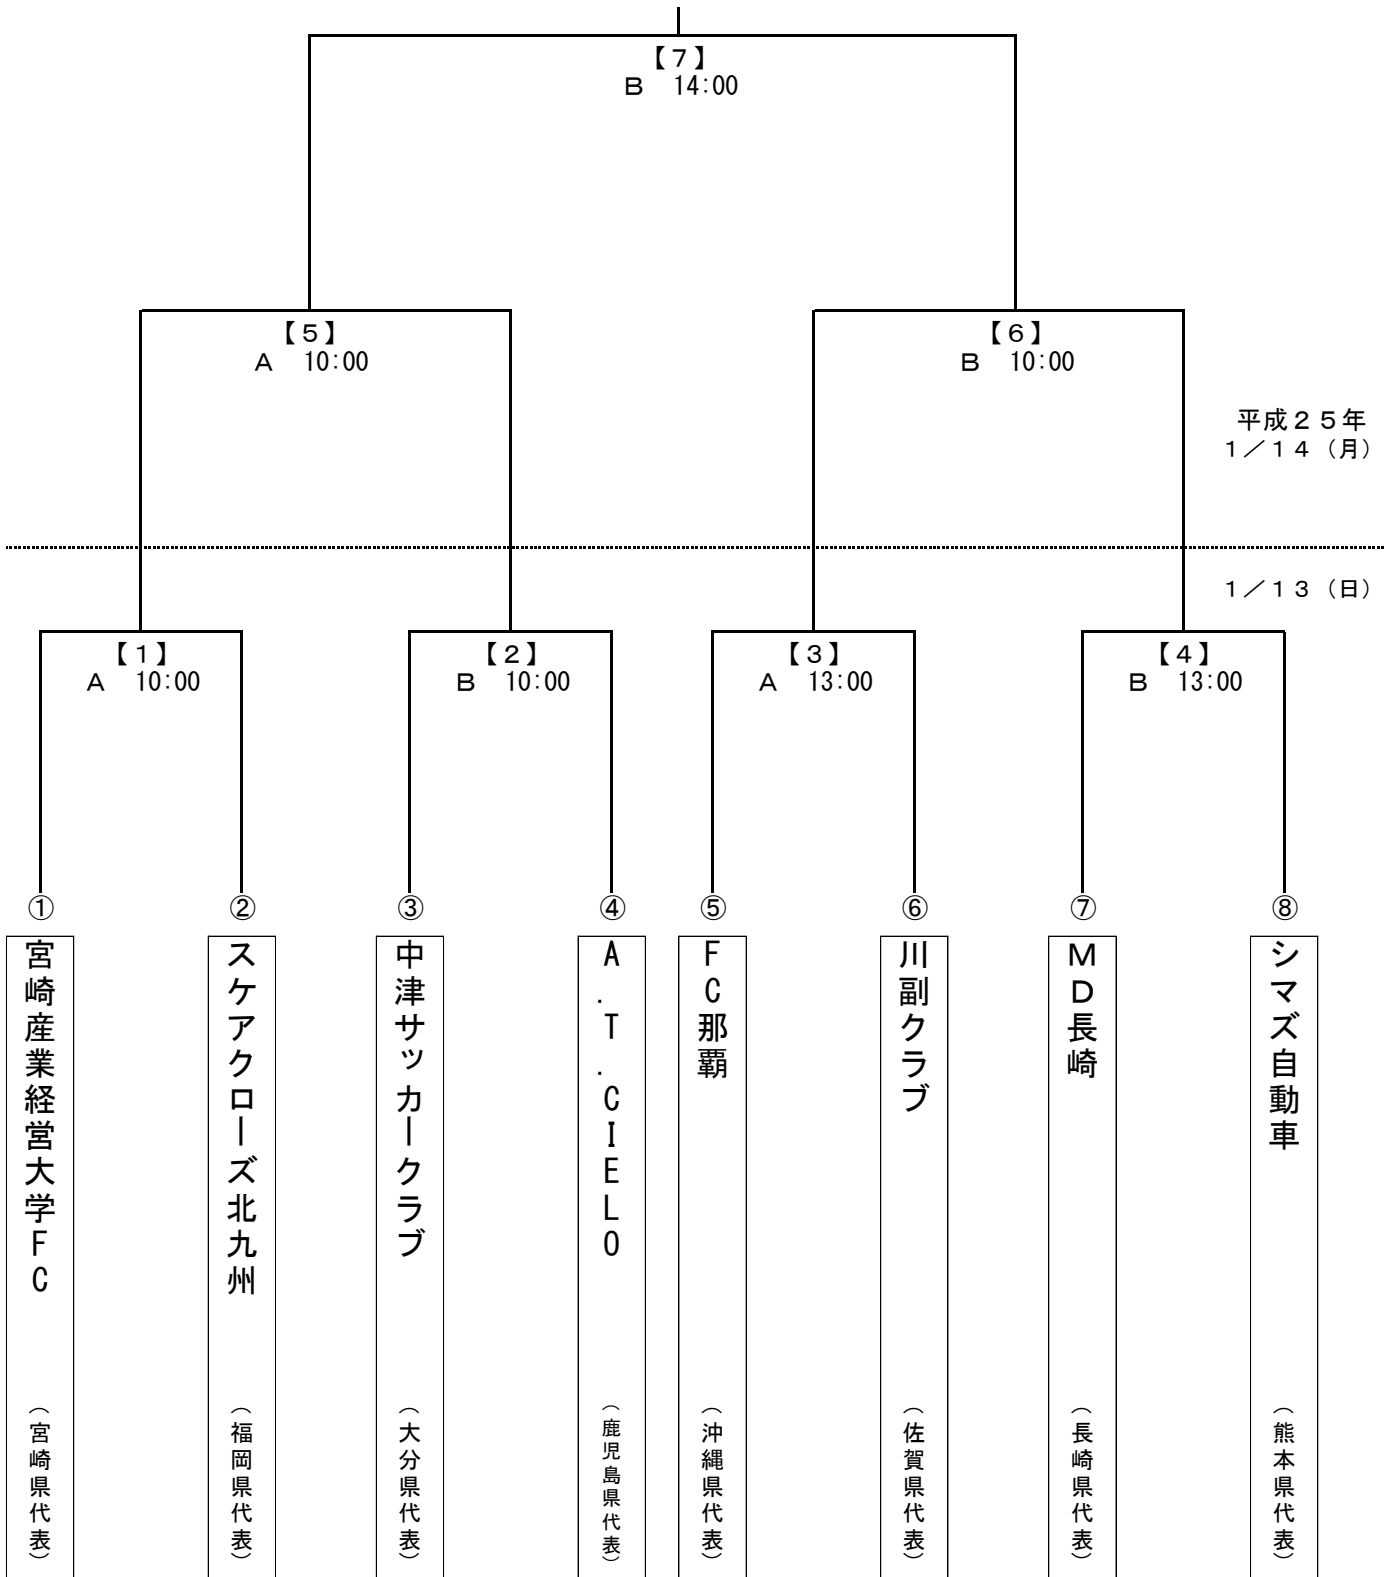 【７】
Ｂ　14:00
【５】
Ａ　10:00
【６】
Ｂ　10:00
平成２５年
１／１４（月）
１／１３（日）
【１】
Ａ　10:00
【２】
Ｂ　10:00
【３】
Ａ　13:00
【４】
Ｂ　13:00
①
②
③
④
⑤
⑥
⑦
⑧
宮崎産業経営大学ＦＣ
（宮崎県代表）
スケアクローズ北九州
（福岡県代表）
中津サッカークラブ
（大分県代表）
Ａ．Ｔ．ＣＩＥＬＯ
（鹿児島県代表）
ＦＣ那覇
（沖縄県代表）
川副クラブ
（佐賀県代表）
ＭＤ長崎
（長崎県代表）
シマズ自動車
（熊本県代表）